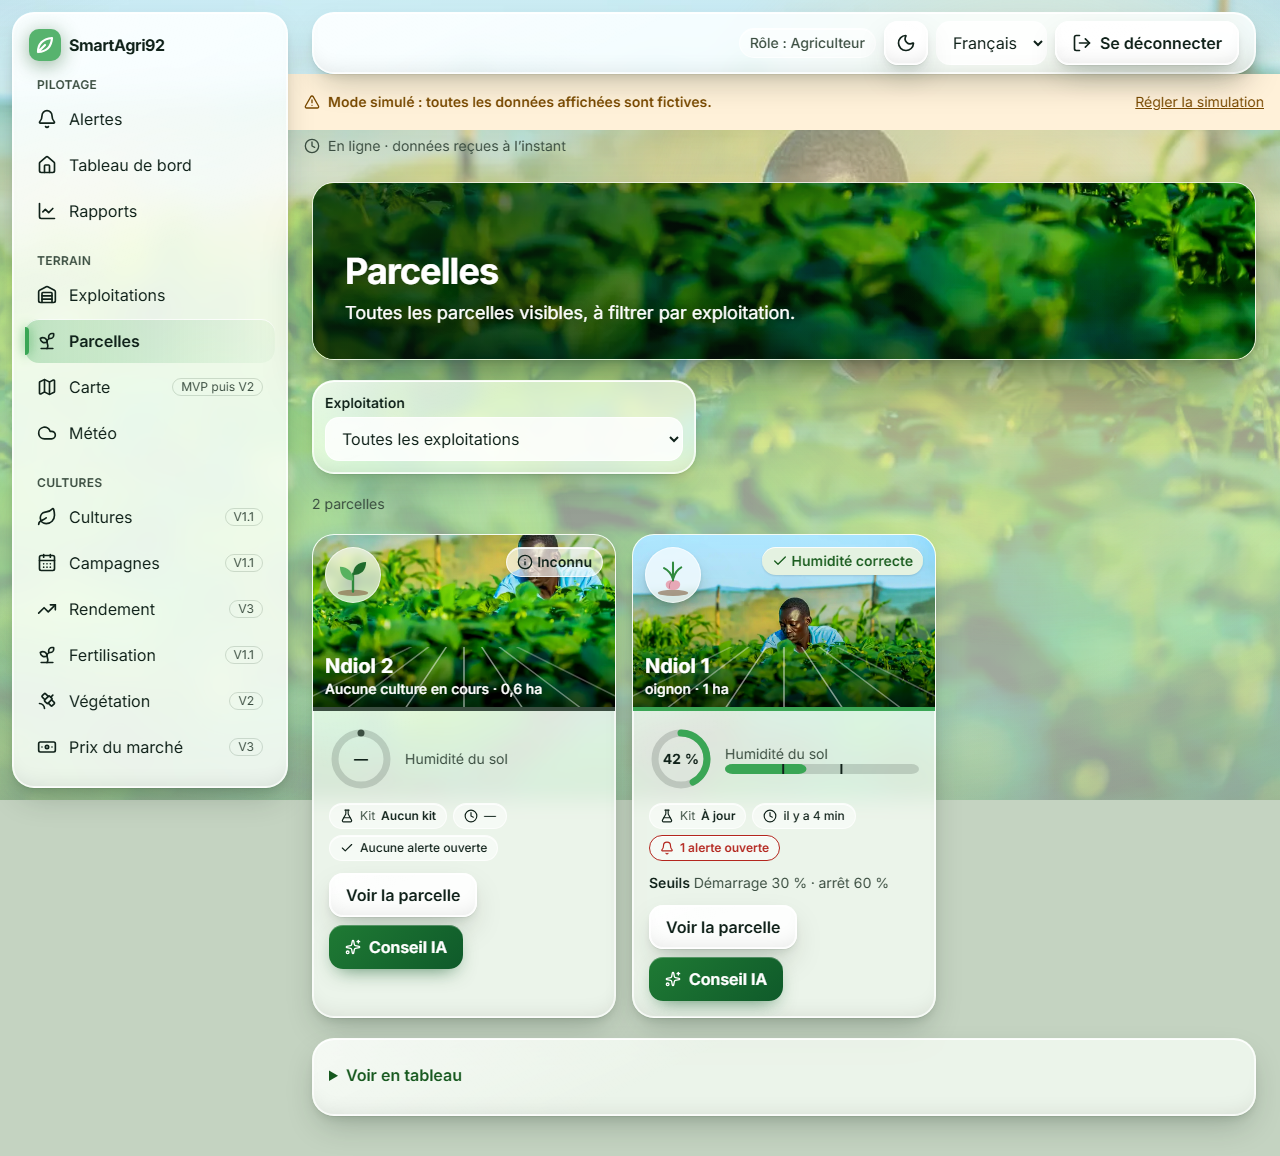 SmartAgri92
PILOTAGE
Alertes
Tableau de bord
Rapports
TERRAIN
Exploitations
Parcelles
Carte MVP puis V2
Météo
CULTURES
Cultures V1.1
Campagnes V1.1
Rendement V3
Fertilisation V1.1
Végétation V2
Prix du marché V3
Rôle : Agriculteur
Français
Se déconnecter
Mode simulé : toutes les données affichées sont fictives.
Régler la simulation
En ligne · données reçues à l’instant
Parcelles
Toutes les parcelles visibles, à filtrer par exploitation.
Exploitation
Toutes les exploitations
2 parcelles
Inconnu
Ndiol 2
Aucune culture en cours · 0,6 ha
—
Humidité du sol
Kit Aucun kit
—
Aucune alerte ouverte
Voir la parcelle
Conseil IA
Humidité correcte
Ndiol 1
oignon · 1 ha
42 %
Humidité du sol
Kit À jour
il y a 4 min
1 alerte ouverte
Seuils Démarrage 30 % · arrêt 60 %
Voir la parcelle
Conseil IA
Voir en tableau